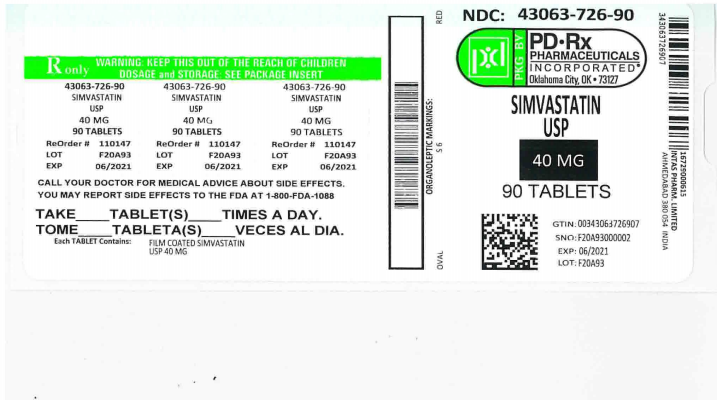 Rx only
WARNING: KEEP THIS OUT OF THE REACH OF CHILDREN
DOSAGE and STORAGE: SEE PACKAGE INSERT
43063-726-90 43063-726-90 43063-726-90
SIMVASTATIN SIMVASTATIN SIMVASTATIN
USP USP USP
40 MG 40 MG 40 MG
90 TABLETS 90 TABLETS 90 TABLETS
ReOrder # 110147 ReOrder # 110147 ReOrder # 110147
LOT F20A93 LOT F20A93 LOT F20A93
EXP 06/2021 EXP 06/2021 EXP 06/2021
CALL YOUR DOCTOR FOR MEDICAL ADVICE ABOUT SIDE EFFECTS.
YOU MAY REPORT SIDE EFFECTS TO THE FDA AT 1-800-FDA-1088
TAKE____TABLET(S)____TIMES A DAY.
TOME____TABLETA(S)____VECES AL DIA.
Each TABLET Contains: FILM COATED SIMVASTATIN
USP 40 MG
RED
ORGANOLEPTIC MARKINGS:
S 6
OVAL
NDC: 43063-726-90
pd
PKG BY
PD·Rx
PHARMACEUTICALS
INCORPORATED®
Oklahoma City, OK • 73127
SIMVASTATIN
USP
40 MG
90 TABLETS
GTIN: 00343063726907
SNO: F20A93000002
EXP: 06/2021
LOT: F20A93
343063726907
16729000615
INTAS PHARM. LIMITED
AHMEDABAD 380 054 INDIA